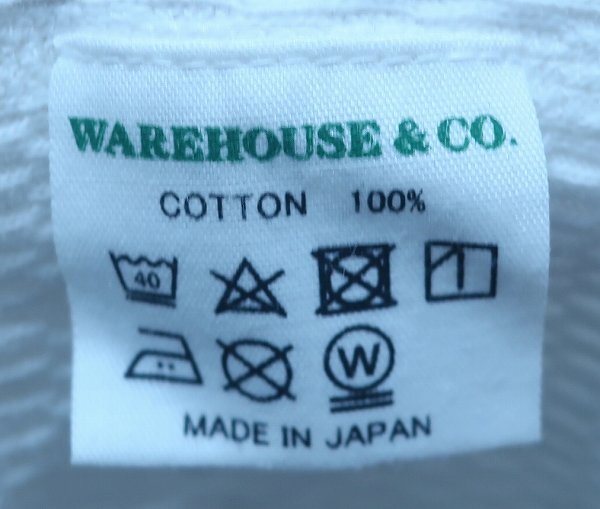 WAREHOUSE & CO.
COTTON 100%
40
W
MADE IN JAPAN